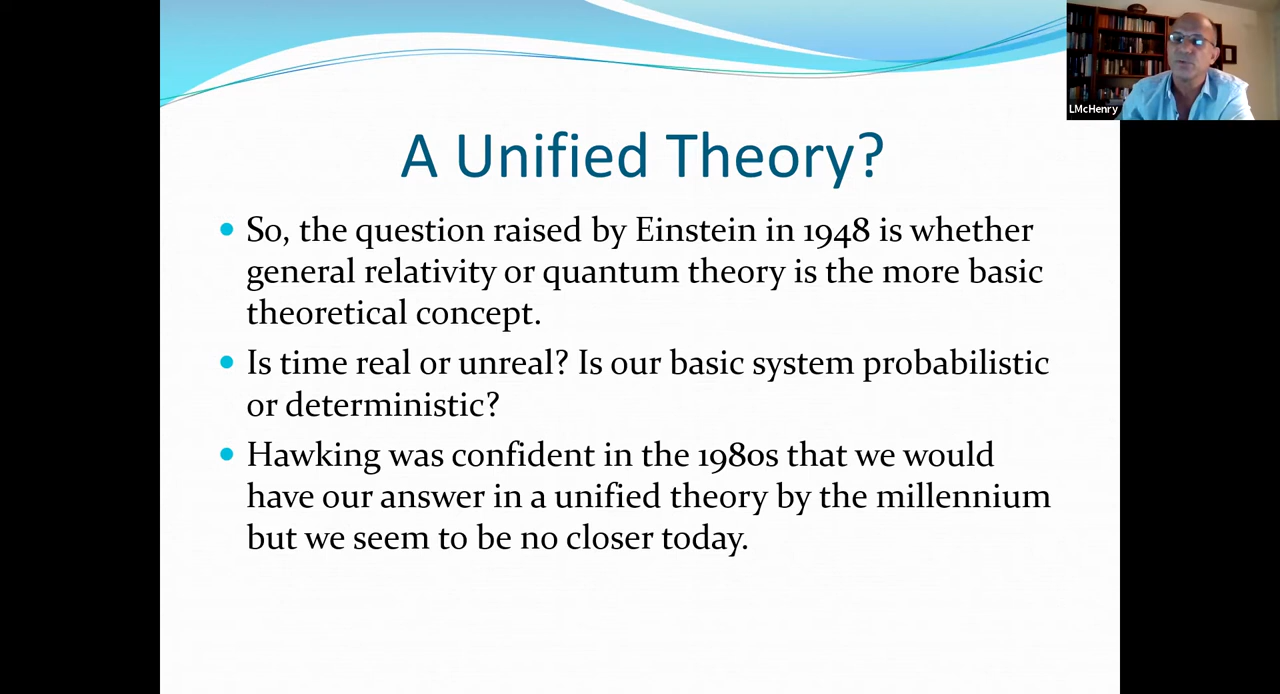 LMcHenry
A Unified Theory?
• So, the question raised by Einstein in 1948 is whether
general relativity or quantum theory is the more basic
theoretical concept.
• Is time real or unreal? Is our basic system probabilistic
or deterministic?
• Hawking was confident in the 1980s that we would
have our answer in a unified theory by the millennium
but we seem to be no closer today.